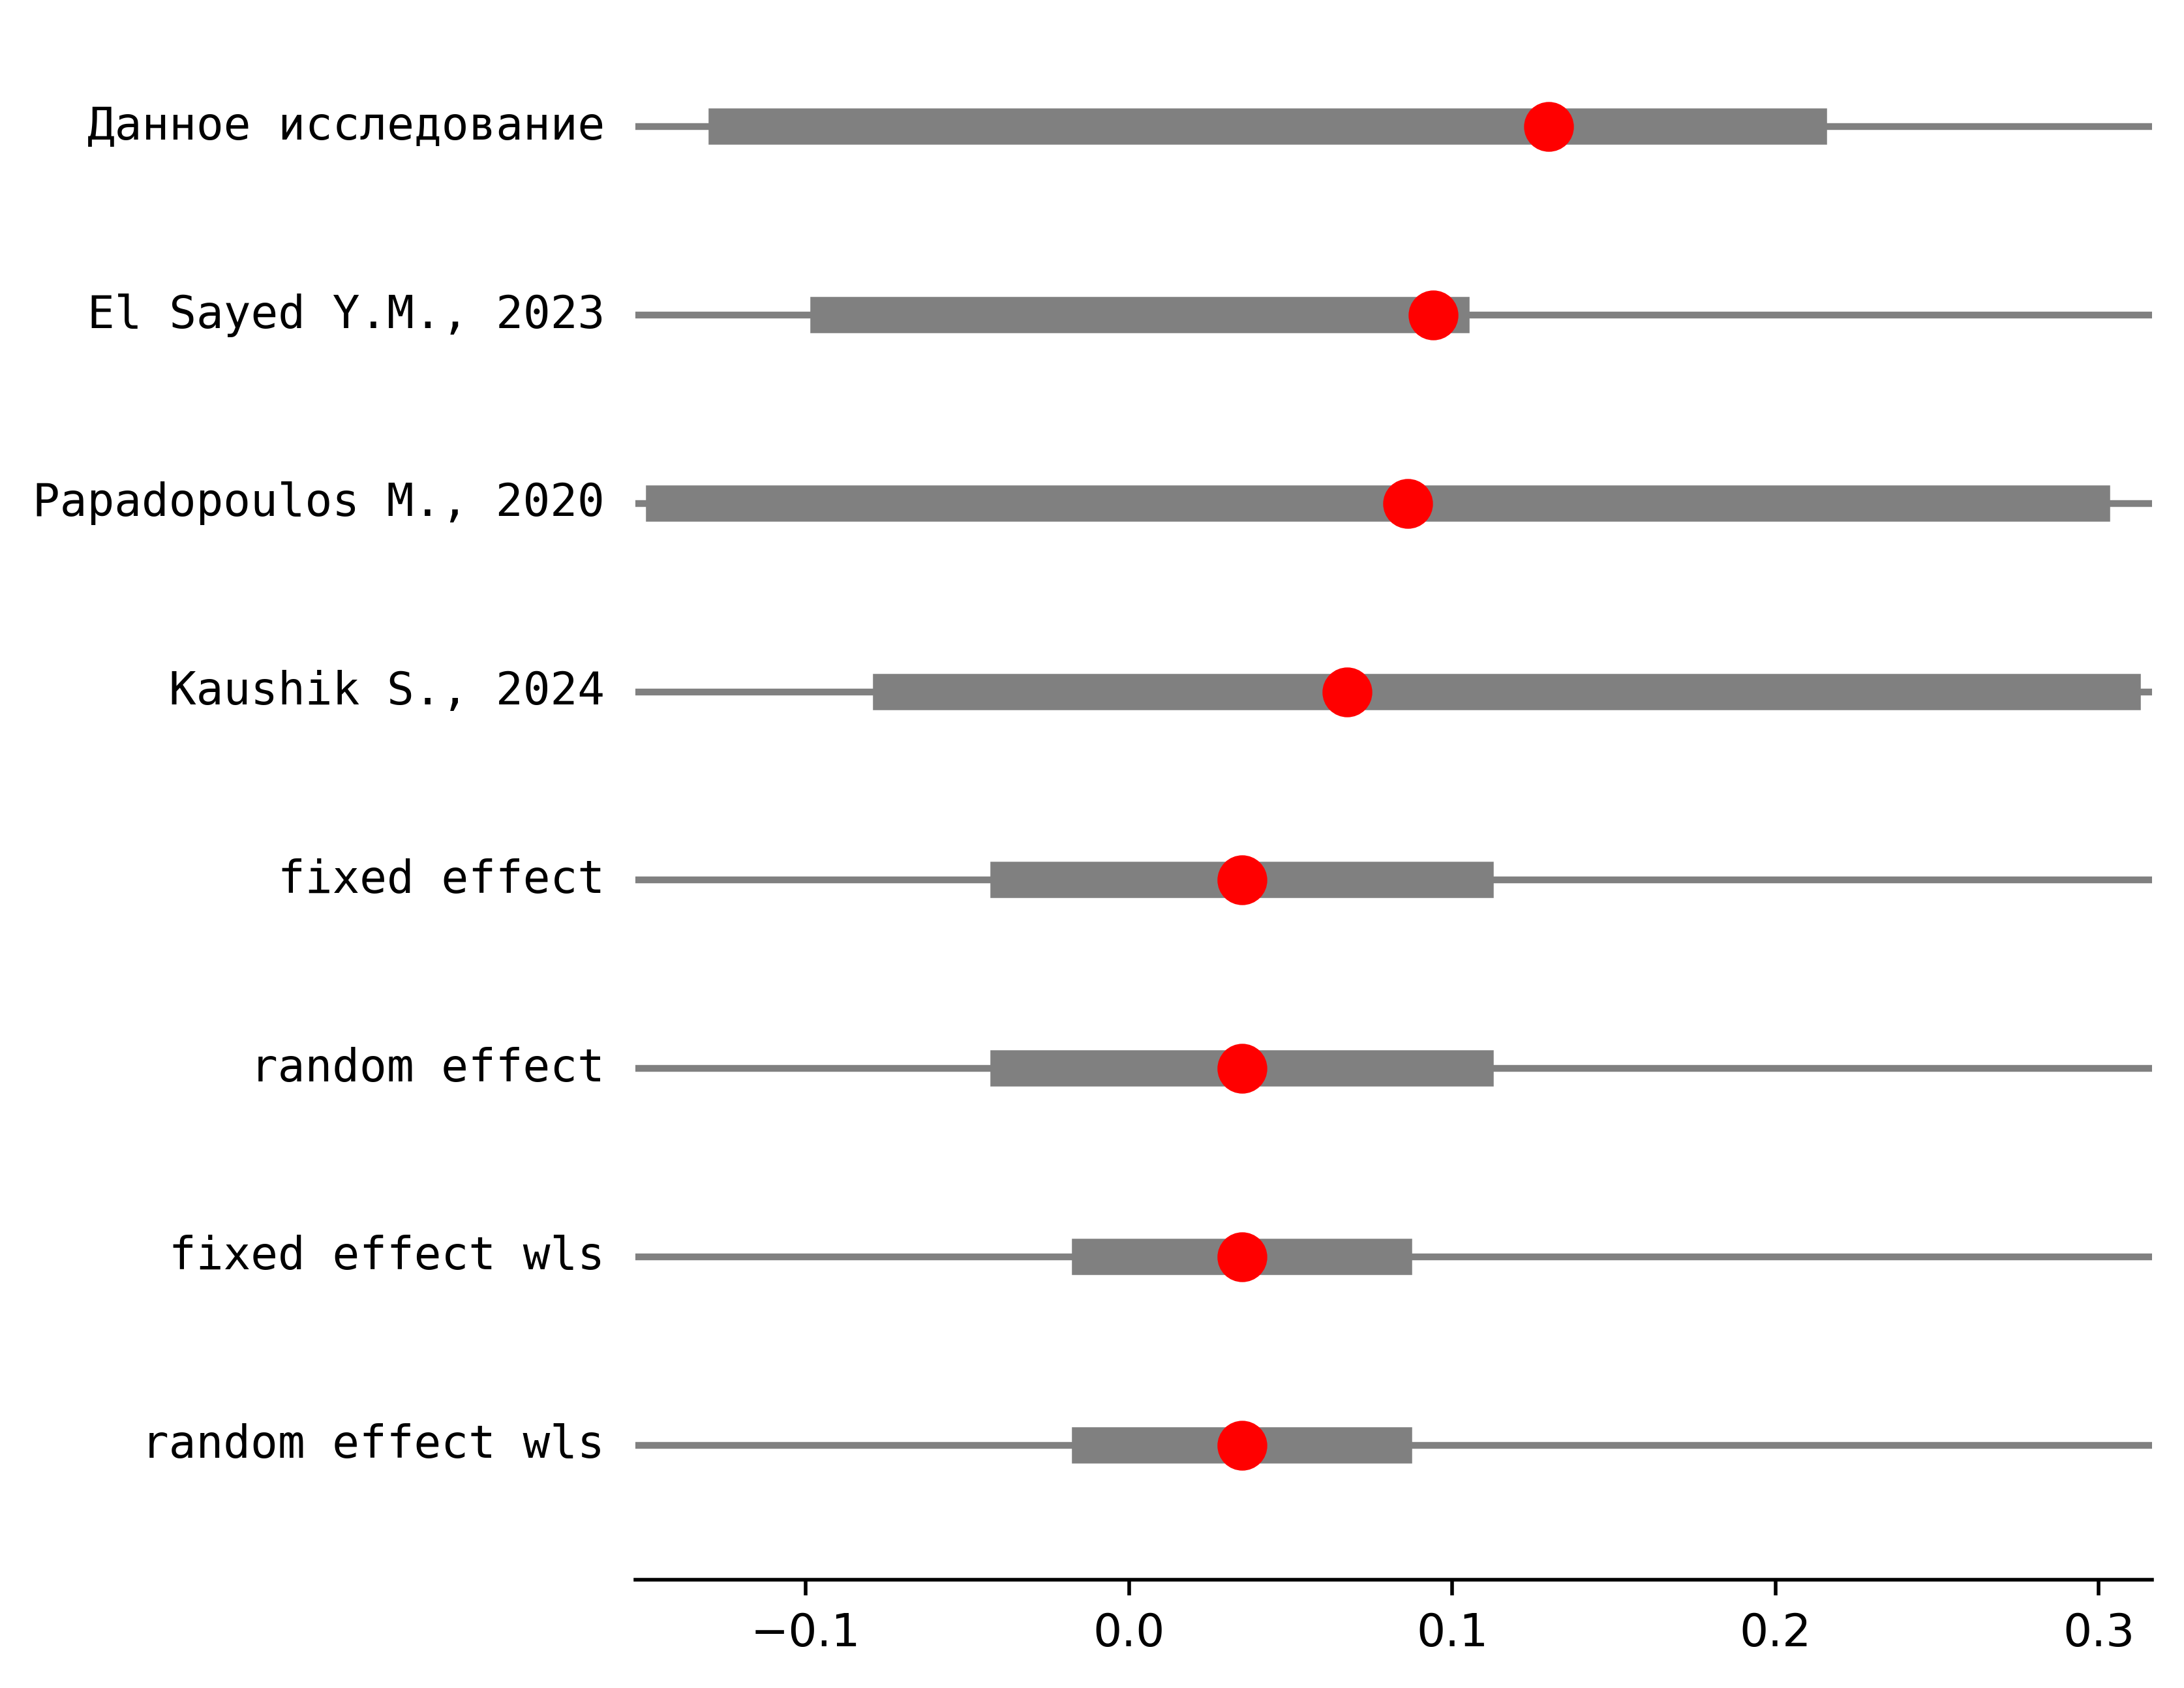 Данное исследование
El Sayed Y.M., 2023
Papadopoulos M., 2020
Kaushik S., 2024
fixed effect
random effect
fixed effect wls
random effect wls
−0.1 0.0 0.1 0.2 0.3